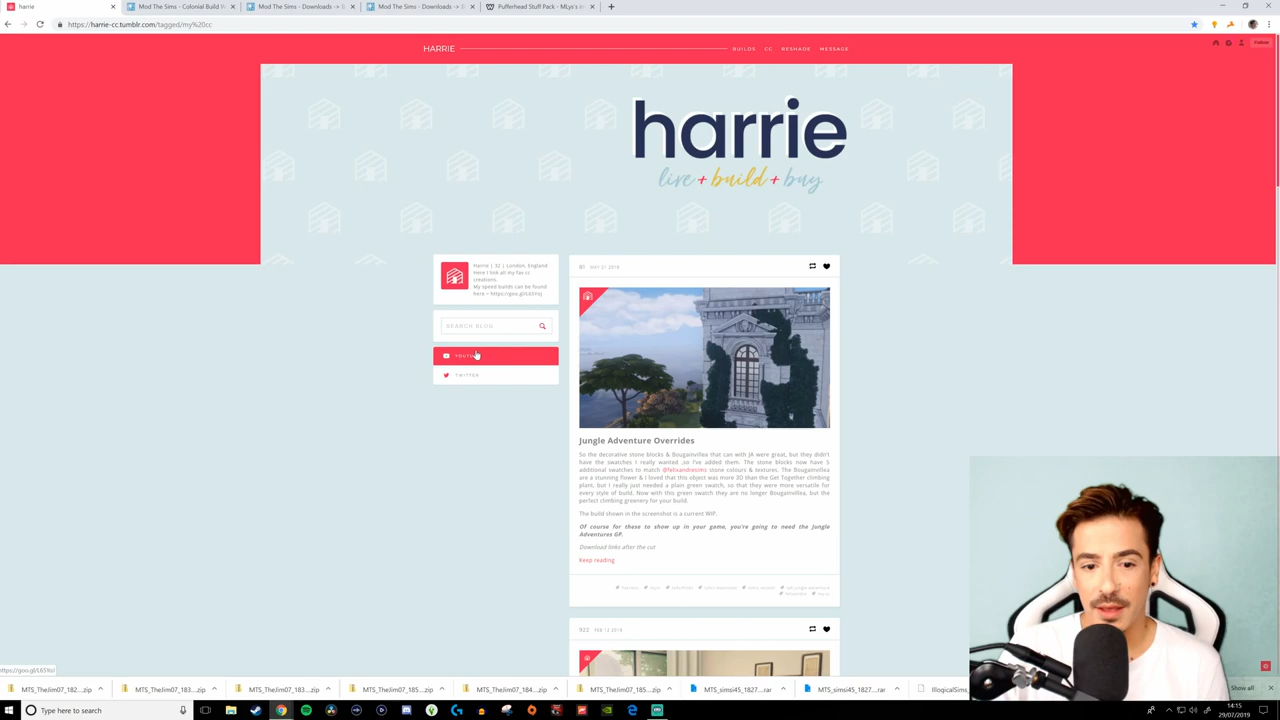 harrie
Mod The Sims - Colonial Build V
Mod The Sims - Downloads -> B
Mod The Sims - Downloads -> B
Pufferhead Stuff Pack - MLys's
https://harrie-cc.tumblr.com/tagged/my%20cc
HARRIE
BUILDS CC RESHADE MESSAGE
Follow
harrie
live + build + buy
Harrie | 32 | London, England
Here I link all my fav cc
creations.
My speed builds can be found
here >
SEARCH BLOG
YOUTU
TWITTER
81 MAY 21 2019
Jungle Adventure Overrides
So the decorative stone blocks & Bougainvillea that can with JA were great, but they didn't
have the swatches I really wanted ,so I've added them. The stone blocks now have 5
additional swatches to match @felixandresims stone colours & textures. The Bougainvillea
are a stunning flower & I loved that this object was more 3D than the Get Together climbing
plant, but I really just needed a plain green swatch, so that they were more versatile for
every style of build. Now with this green swatch they are no longer Bougainvillea, but the
perfect climbing greenery for your build.
The build shown in the screenshot is a current WIP.
Of course for these to show up in your game, you're going to need the Jungle
Adventures GP.
Download links after the cut
Keep reading
922 FEB 12 2019
MTS_TheJim07_182....zip
MTS_TheJim07_183....zip
MTS_TheJim07_183....zip
MTS_TheJim07_185....zip
MTS_TheJim07_184....zip
MTS_TheJim07_185....zip
MTS_simsi45_1827....rar
MTS_simsi45_1827....rar
IllogicalSims_
Show all
Type here to search
14:15
29/07/2019